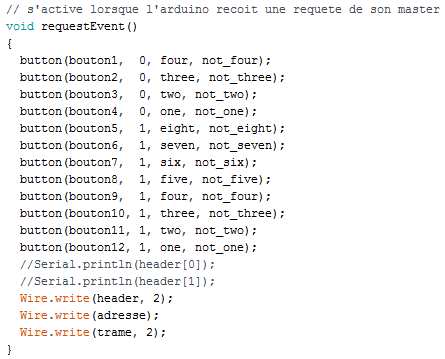 // s'active lorsque l'arduino recoit une requete de son master
void requestEvent()
{
  button(bouton1,  0, four, not_four);
  button(bouton2,  0, three, not_three);
  button(bouton3,  0, two, not_two);
  button(bouton4,  0, one, not_one);
  button(bouton5,  1, eight, not_eight);
  button(bouton6,  1, seven, not_seven);
  button(bouton7,  1, six, not_six);
  button(bouton8,  1, five, not_five);
  button(bouton9,  1, four, not_four);
  button(bouton10, 1, three, not_three);
  button(bouton11, 1, two, not_two);
  button(bouton12, 1, one, not_one);
  //Serial.println(header[0]);
  //Serial.println(header[1]);
  Wire.write(header, 2);
  Wire.write(adresse);
  Wire.write(trame, 2);
}